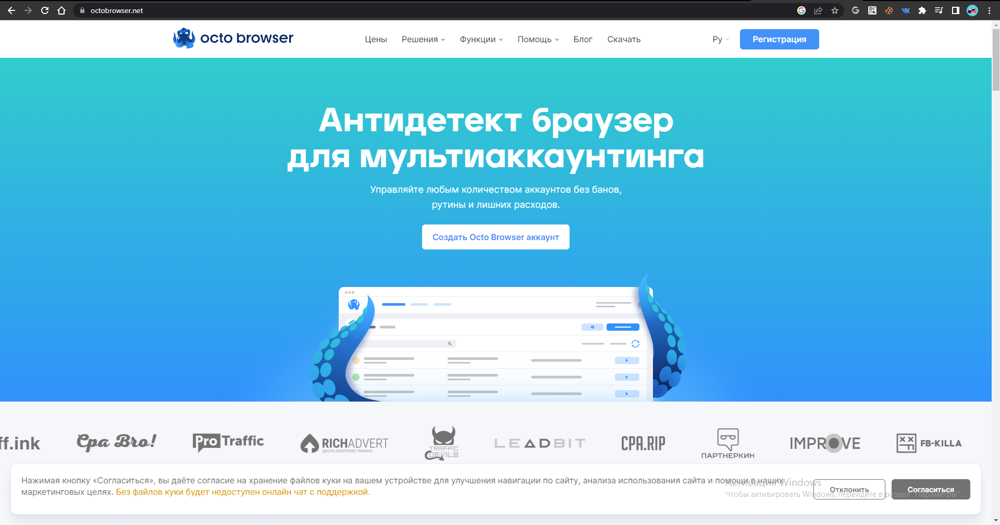 octobrowser.net
octo browser
Цены
Решения
Функции
Помощь
Блог
Скачать
Ру
Регистрация
Антидетект браузер
для мультиаккаунтинга
Управляйте любым количеством аккаунтов без банов,
рутины и лишних расходов.
Создать Octo Browser аккаунт
ff.ink
Cpa Bro!
ProTraffic
RICHADVERT
ШКОЛА АРБИТРАЖА ТРАФИКА
TRAFFIC
DEVILS
LEADBIT
CPA.RIP
ПАРТНЕРКИН
IMPROVE
FB-KILLA
Нажимая кнопку «Согласиться», вы даёте согласие на хранение файлов куки на вашем устройстве для улучшения навигации по сайту, анализа использования сайта и помощи в наших
маркетинговых целях. Без файлов куки будет недоступен онлайн чат с поддержкой.
Отклонить
Согласиться
Активация Windows
Чтобы активировать Windows, перейдите в раздел "Параметры".